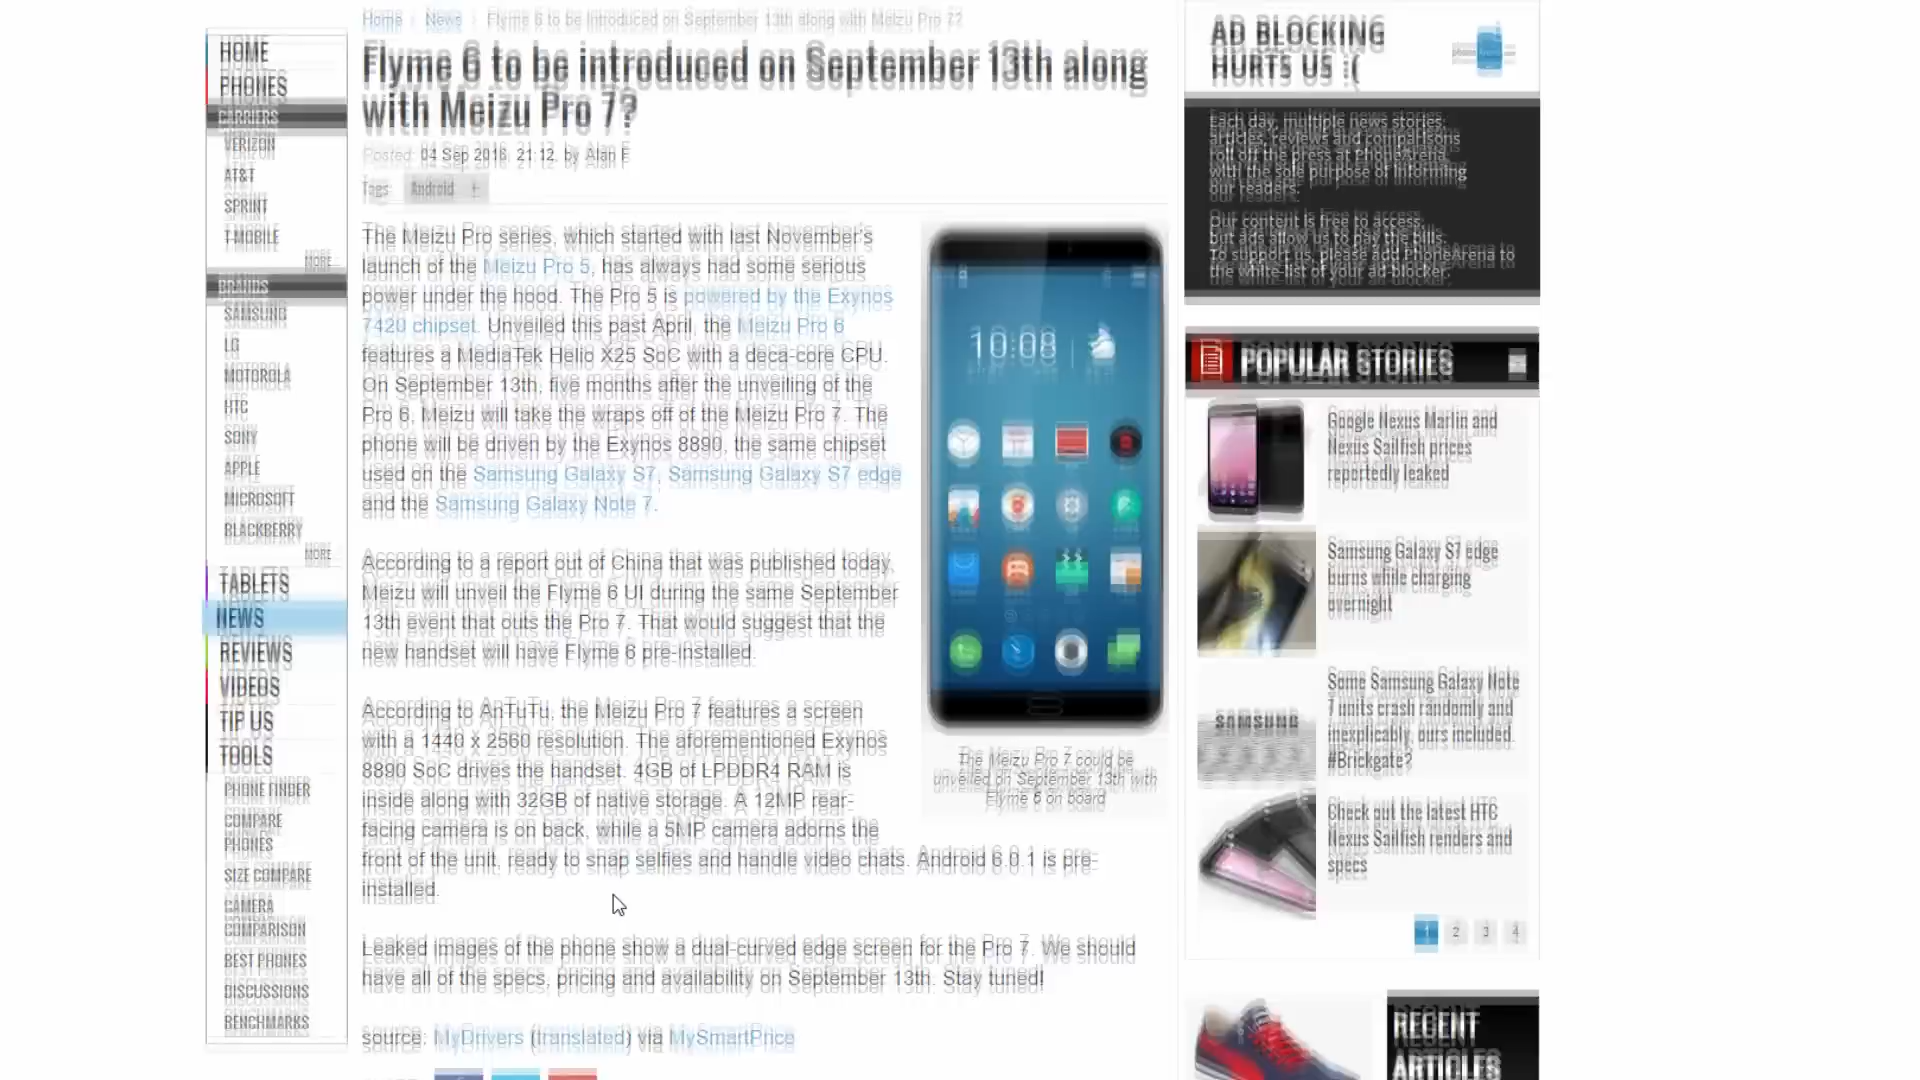 Home News Flyme 6 to be introduced on September 13th along with Meizu Pro 7?
Flyme 6 to be introduced on September 13th along
with Meizu Pro 7?
Posted: 04 Sep 2016, 21:12, by Alan F
Tags: Android +
HOME
PHONES
CARRIERS
VERIZON
AT&T
SPRINT
T-MOBILE
MORE
BRANDS
SAMSUNG
LG
MOTOROLA
HTC
SONY
APPLE
MICROSOFT
BLACKBERRY
MORE
TABLETS
NEWS
REVIEWS
VIDEOS
TIP US
TOOLS
PHONE FINDER
COMPARE
PHONES
SIZE COMPARE
CAMERA
COMPARISON
BEST PHONES
DISCUSSIONS
BENCHMARKS
The Meizu Pro series, which started with last November's
launch of the Meizu Pro 5, has always had some serious
power under the hood. The Pro 5 is powered by the Exynos
7420 chipset. Unveiled this past April, the Meizu Pro 6
features a MediaTek Helio X25 SoC with a deca-core CPU.
On September 13th, five months after the unveiling of the
Pro 6, Meizu will take the wraps off of the Meizu Pro 7. The
phone will be driven by the Exynos 8890, the same chipset
used on the Samsung Galaxy S7, Samsung Galaxy S7 edge
and the Samsung Galaxy Note 7.
According to a report out of China that was published today,
Meizu will unveil the Flyme 6 UI during the same September
13th event that outs the Pro 7. That would suggest that the
new handset will have Flyme 6 pre-installed.
According to AnTuTu, the Meizu Pro 7 features a screen
with a 1440 x 2560 resolution. The aforementioned Exynos
8890 SoC drives the handset. 4GB of LPDDR4 RAM is
inside along with 32GB of native storage. A 12MP rear-
facing camera is on back, while a 5MP camera adorns the
front of the unit, ready to snap selfies and handle video chats. Android 6.0.1 is pre-
installed.
Leaked images of the phone show a dual-curved edge screen for the Pro 7. We should
have all of the specs, pricing and availability on September 13th. Stay tuned!
source: MyDrivers (translated) via MySmartPrice
10:08
The Meizu Pro 7 could be
unveiled on September 13th with
Flyme 6 on board
AD BLOCKING
HURTS US :(
Each day, multiple news stories,
articles, reviews and comparisons
roll off the press at PhoneArena
with the sole purpose of informing
our readers.
Our content is free to access,
but ads allow us to pay the bills.
To support us, please add PhoneArena to
the white-list of your ad-blocker.
POPULAR STORIES
Google Nexus Marlin and
Nexus Sailfish prices
reportedly leaked
Samsung Galaxy S7 edge
burns while charging
overnight
SAMSUNG
Some Samsung Galaxy Note
7 units crash randomly and
inexplicably, ours included.
#Brickgate?
Check out the latest HTC
Nexus Sailfish renders and
specs
1 2 3 4
RECENT
ARTICLES